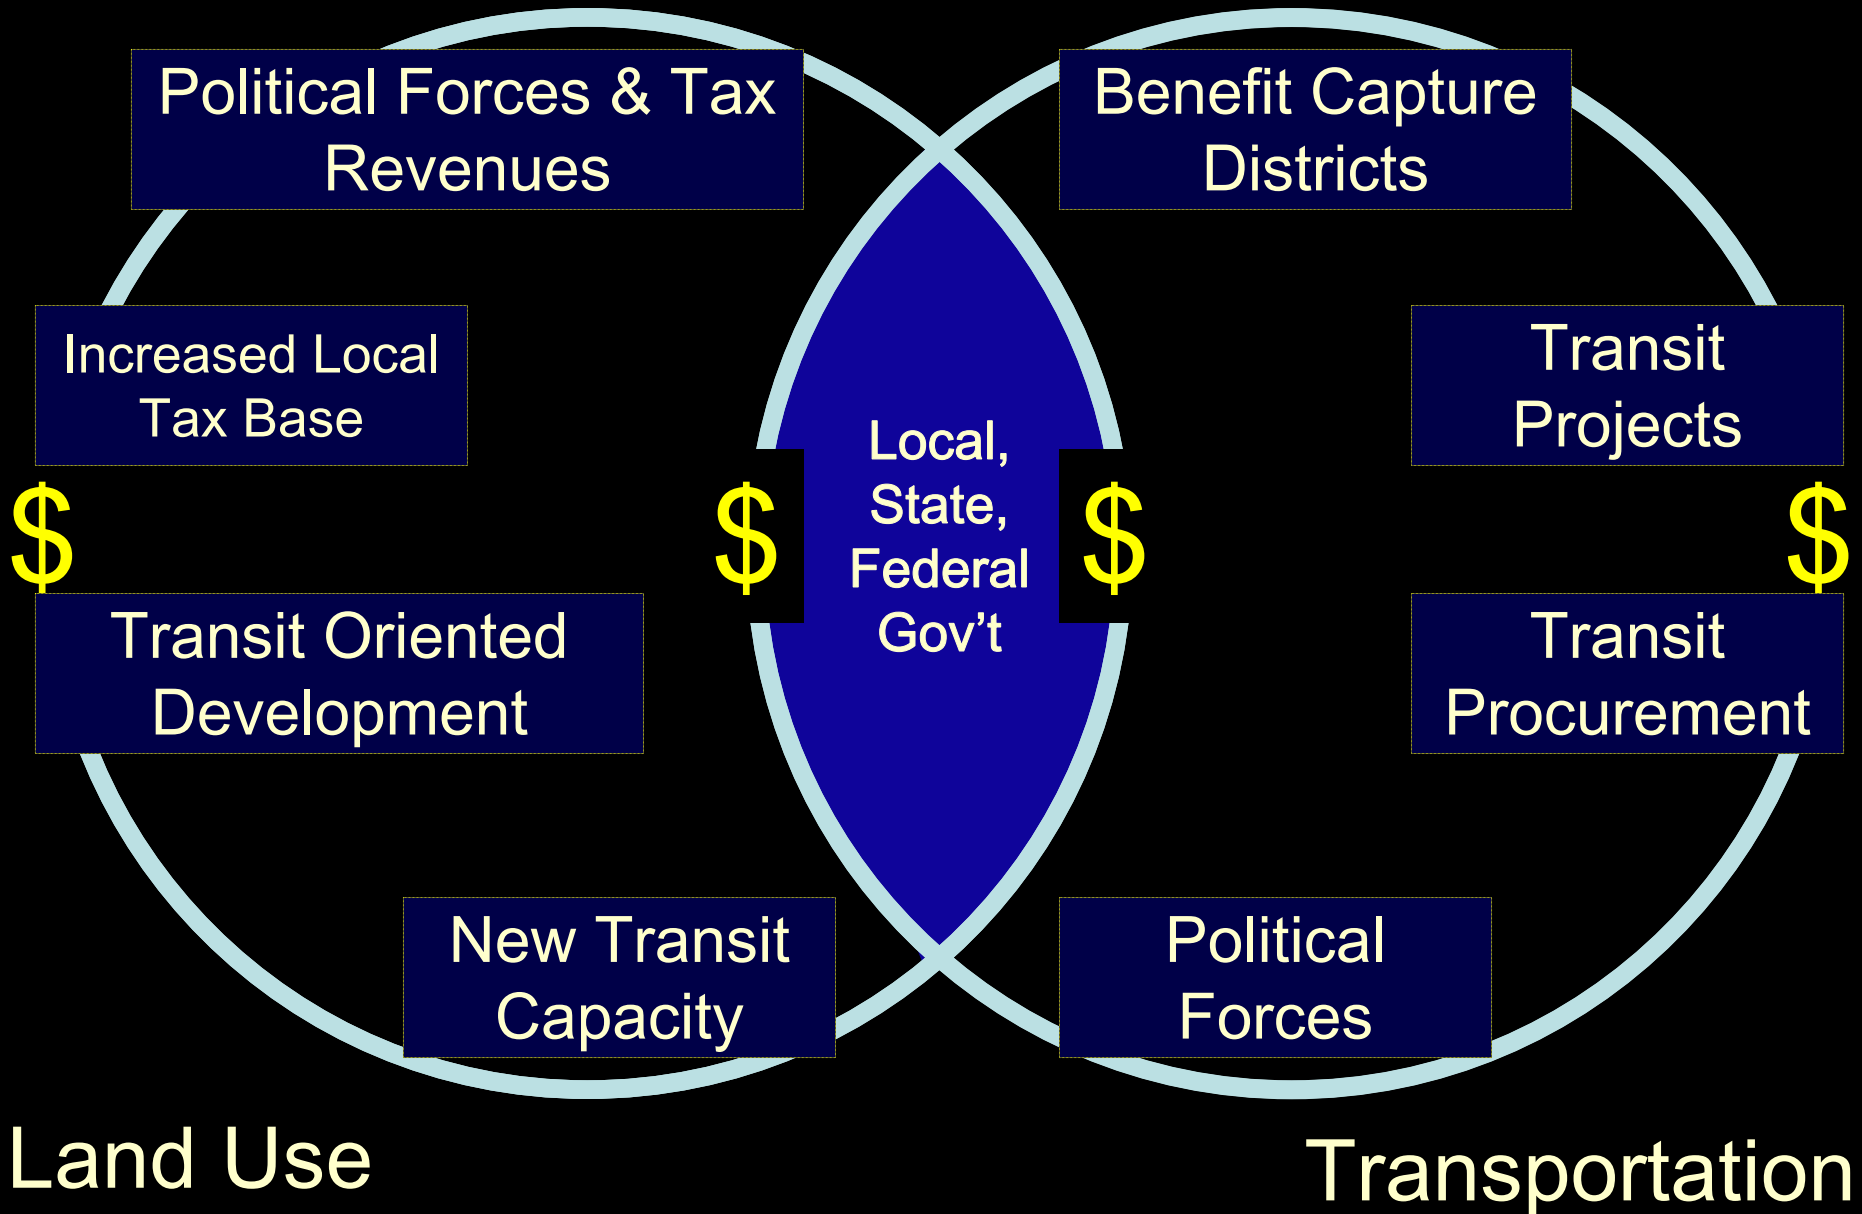 Political Forces & Tax
Revenues
Benefit Capture
Districts
Increased Local
Tax Base
Transit
Projects
Local,
State,
Federal
Gov’t
$
$
$
$
Transit Oriented
Development
Transit
Procurement
New Transit
Capacity
Political
Forces
Land Use
Transportation